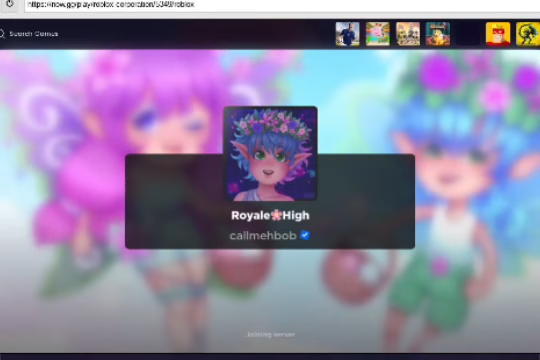 https://now.gg/play/roblox-corporation/5349/roblox
Search Games
Royale🌸High
callmehbob
Joining server